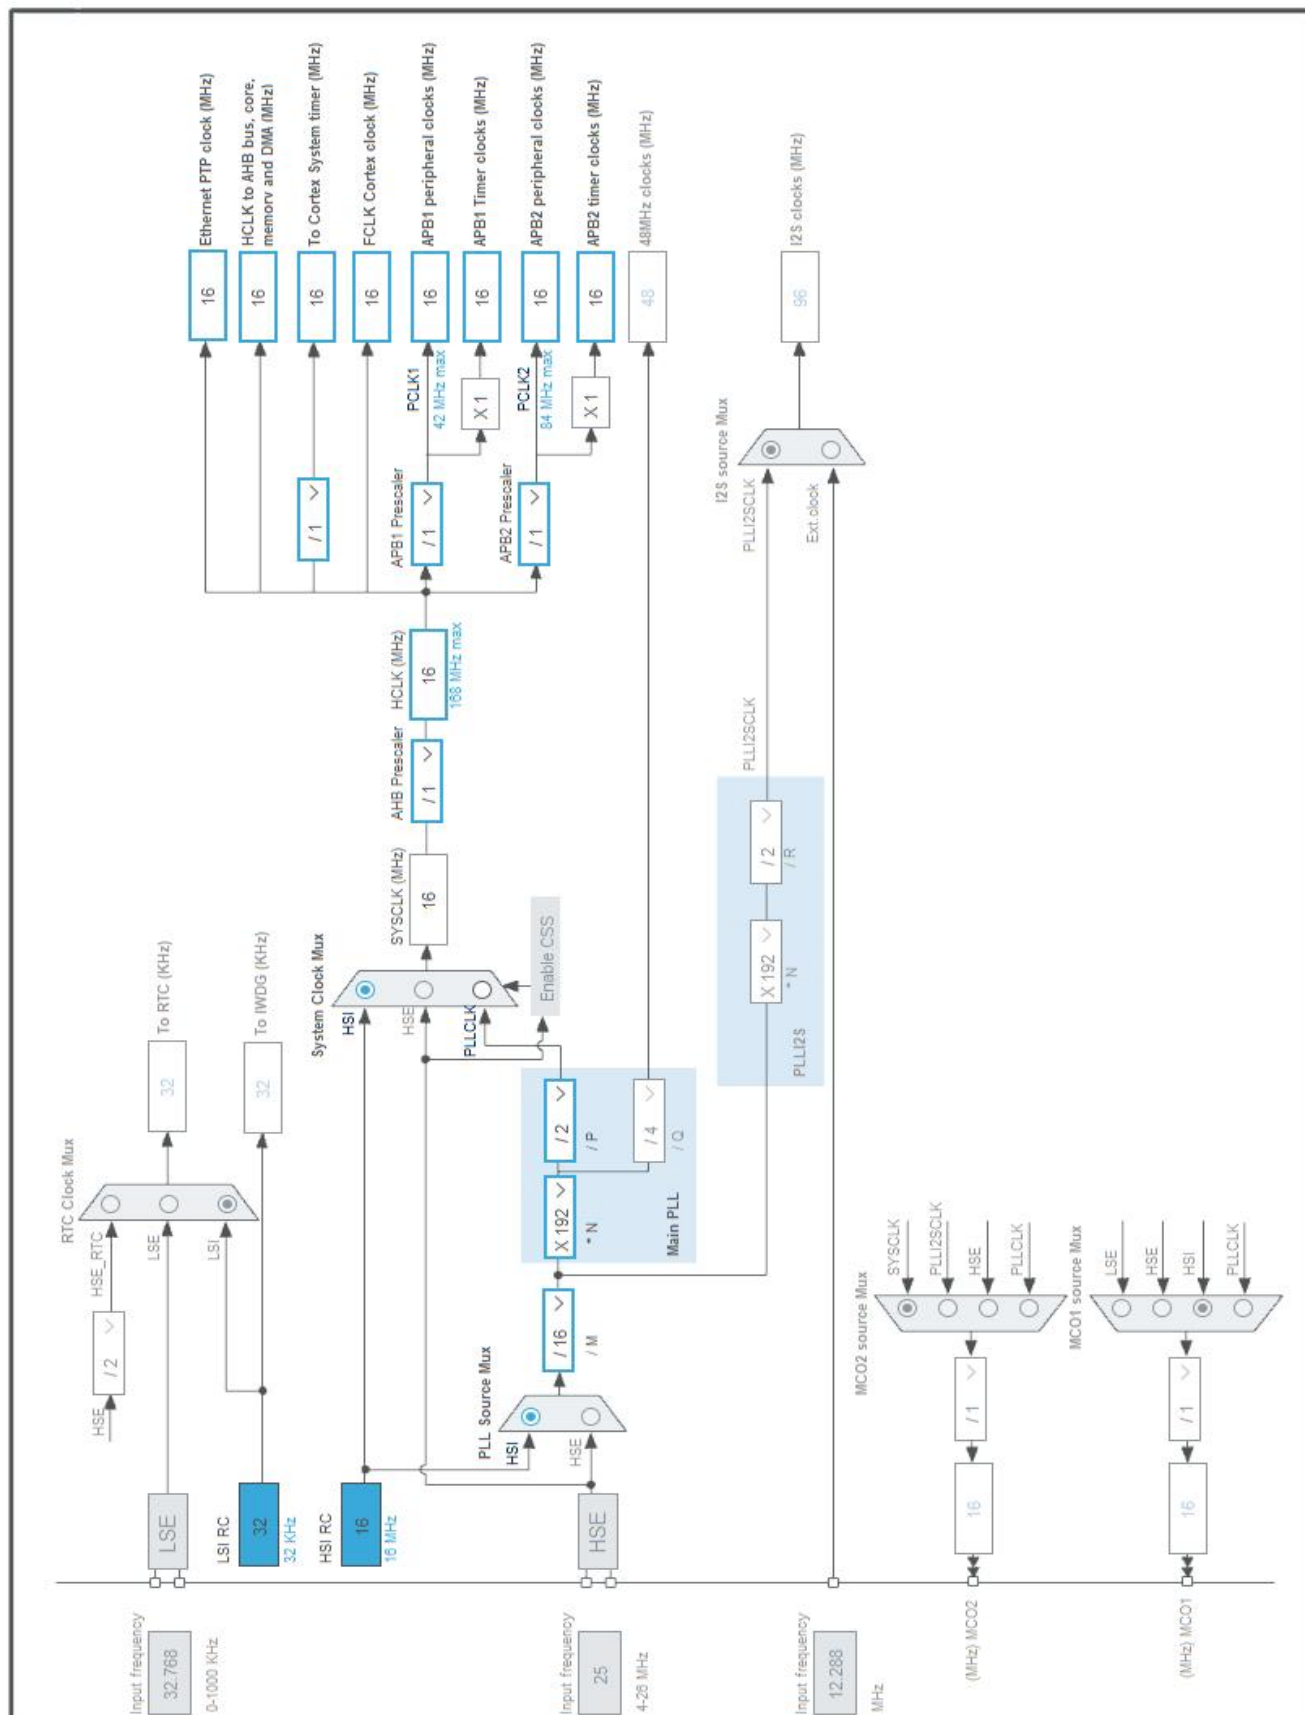 RTC Clock Mux
HSE
/ 2
HSE_RTC
Input frequency
32.768
0-1000 KHz
LSE
LSE
32
To RTC (KHz)
LSI RC
32
32 KHz
LSI
32
To IWDG (KHz)
HSI RC
16
16 MHz
System Clock Mux
HSI
HSE
PLLCLK
Enable CSS
SYSCLK (MHz)
16
AHB Prescaler
/ 1
HCLK (MHz)
16
168 MHz max
16
Ethernet PTP clock (MHz)
16
HCLK to AHB bus, core,
memory and DMA (MHz)
/ 1
16
To Cortex System timer (MHz)
16
FCLK Cortex clock (MHz)
APB1 Prescaler
/ 1
PCLK1
42 MHz max
16
APB1 peripheral clocks (MHz)
X 1
16
APB1 Timer clocks (MHz)
APB2 Prescaler
/ 1
PCLK2
84 MHz max
16
APB2 peripheral clocks (MHz)
X 1
16
APB2 timer clocks (MHz)
48
48MHz clocks (MHz)
PLL Source Mux
HSI
HSE
Input frequency
25
4-26 MHz
HSE
/ 16
/ M
X 192
* N
/ 2
/ P
/ 4
/ Q
Main PLL
X 192
* N
/ 2
/ R
PLLI2S
PLLI2SCLK
I2S source Mux
PLLI2SCLK
Ext.clock
96
I2S clocks (MHz)
Input frequency
12.288
MHz
MCO2 source Mux
(MHz) MCO2
16
/ 1
SYSCLK
PLLI2SCLK
HSE
PLLCLK
MCO1 source Mux
(MHz) MCO1
16
/ 1
LSE
HSE
HSI
PLLCLK